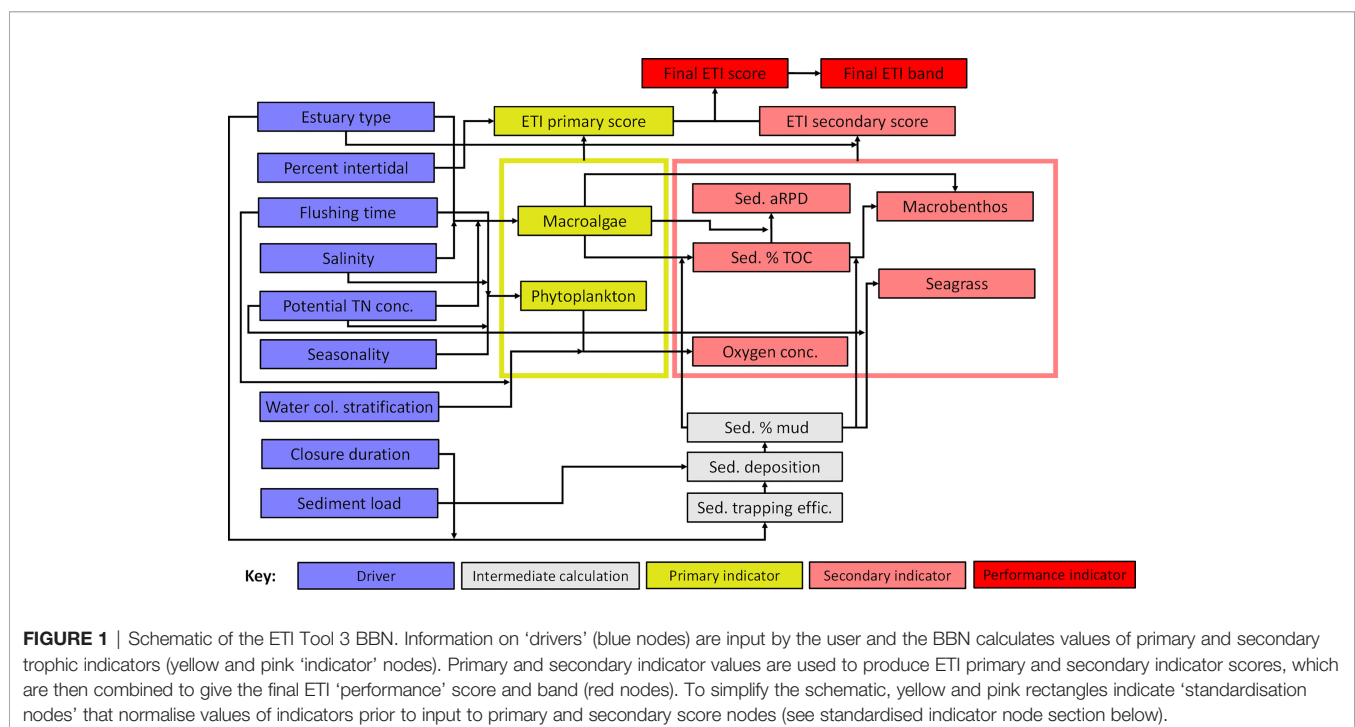 Final ETI score
Final ETI band
Estuary type
ETI primary score
ETI secondary score
Percent intertidal
Flushing time
Sed. aRPD
Macrobenthos
Macroalgae
Salinity
Sed. % TOC
Seagrass
Potential TN conc.
Phytoplankton
Seasonality
Oxygen conc.
Water col. stratification
Sed. % mud
Closure duration
Sed. deposition
Sediment load
Sed. trapping effic.
Key:
Driver
Intermediate calculation
Primary indicator
Secondary indicator
Performance indicator
FIGURE 1 | Schematic of the ETI Tool 3 BBN. Information on ‘drivers’ (blue nodes) are input by the user and the BBN calculates values of primary and secondary
trophic indicators (yellow and pink ‘indicator’ nodes). Primary and secondary indicator values are used to produce ETI primary and secondary indicator scores, which
are then combined to give the final ETI ‘performance’ score and band (red nodes). To simplify the schematic, yellow and pink rectangles indicate ‘standardisation
nodes’ that normalise values of indicators prior to input to primary and secondary score nodes (see standardised indicator node section below).